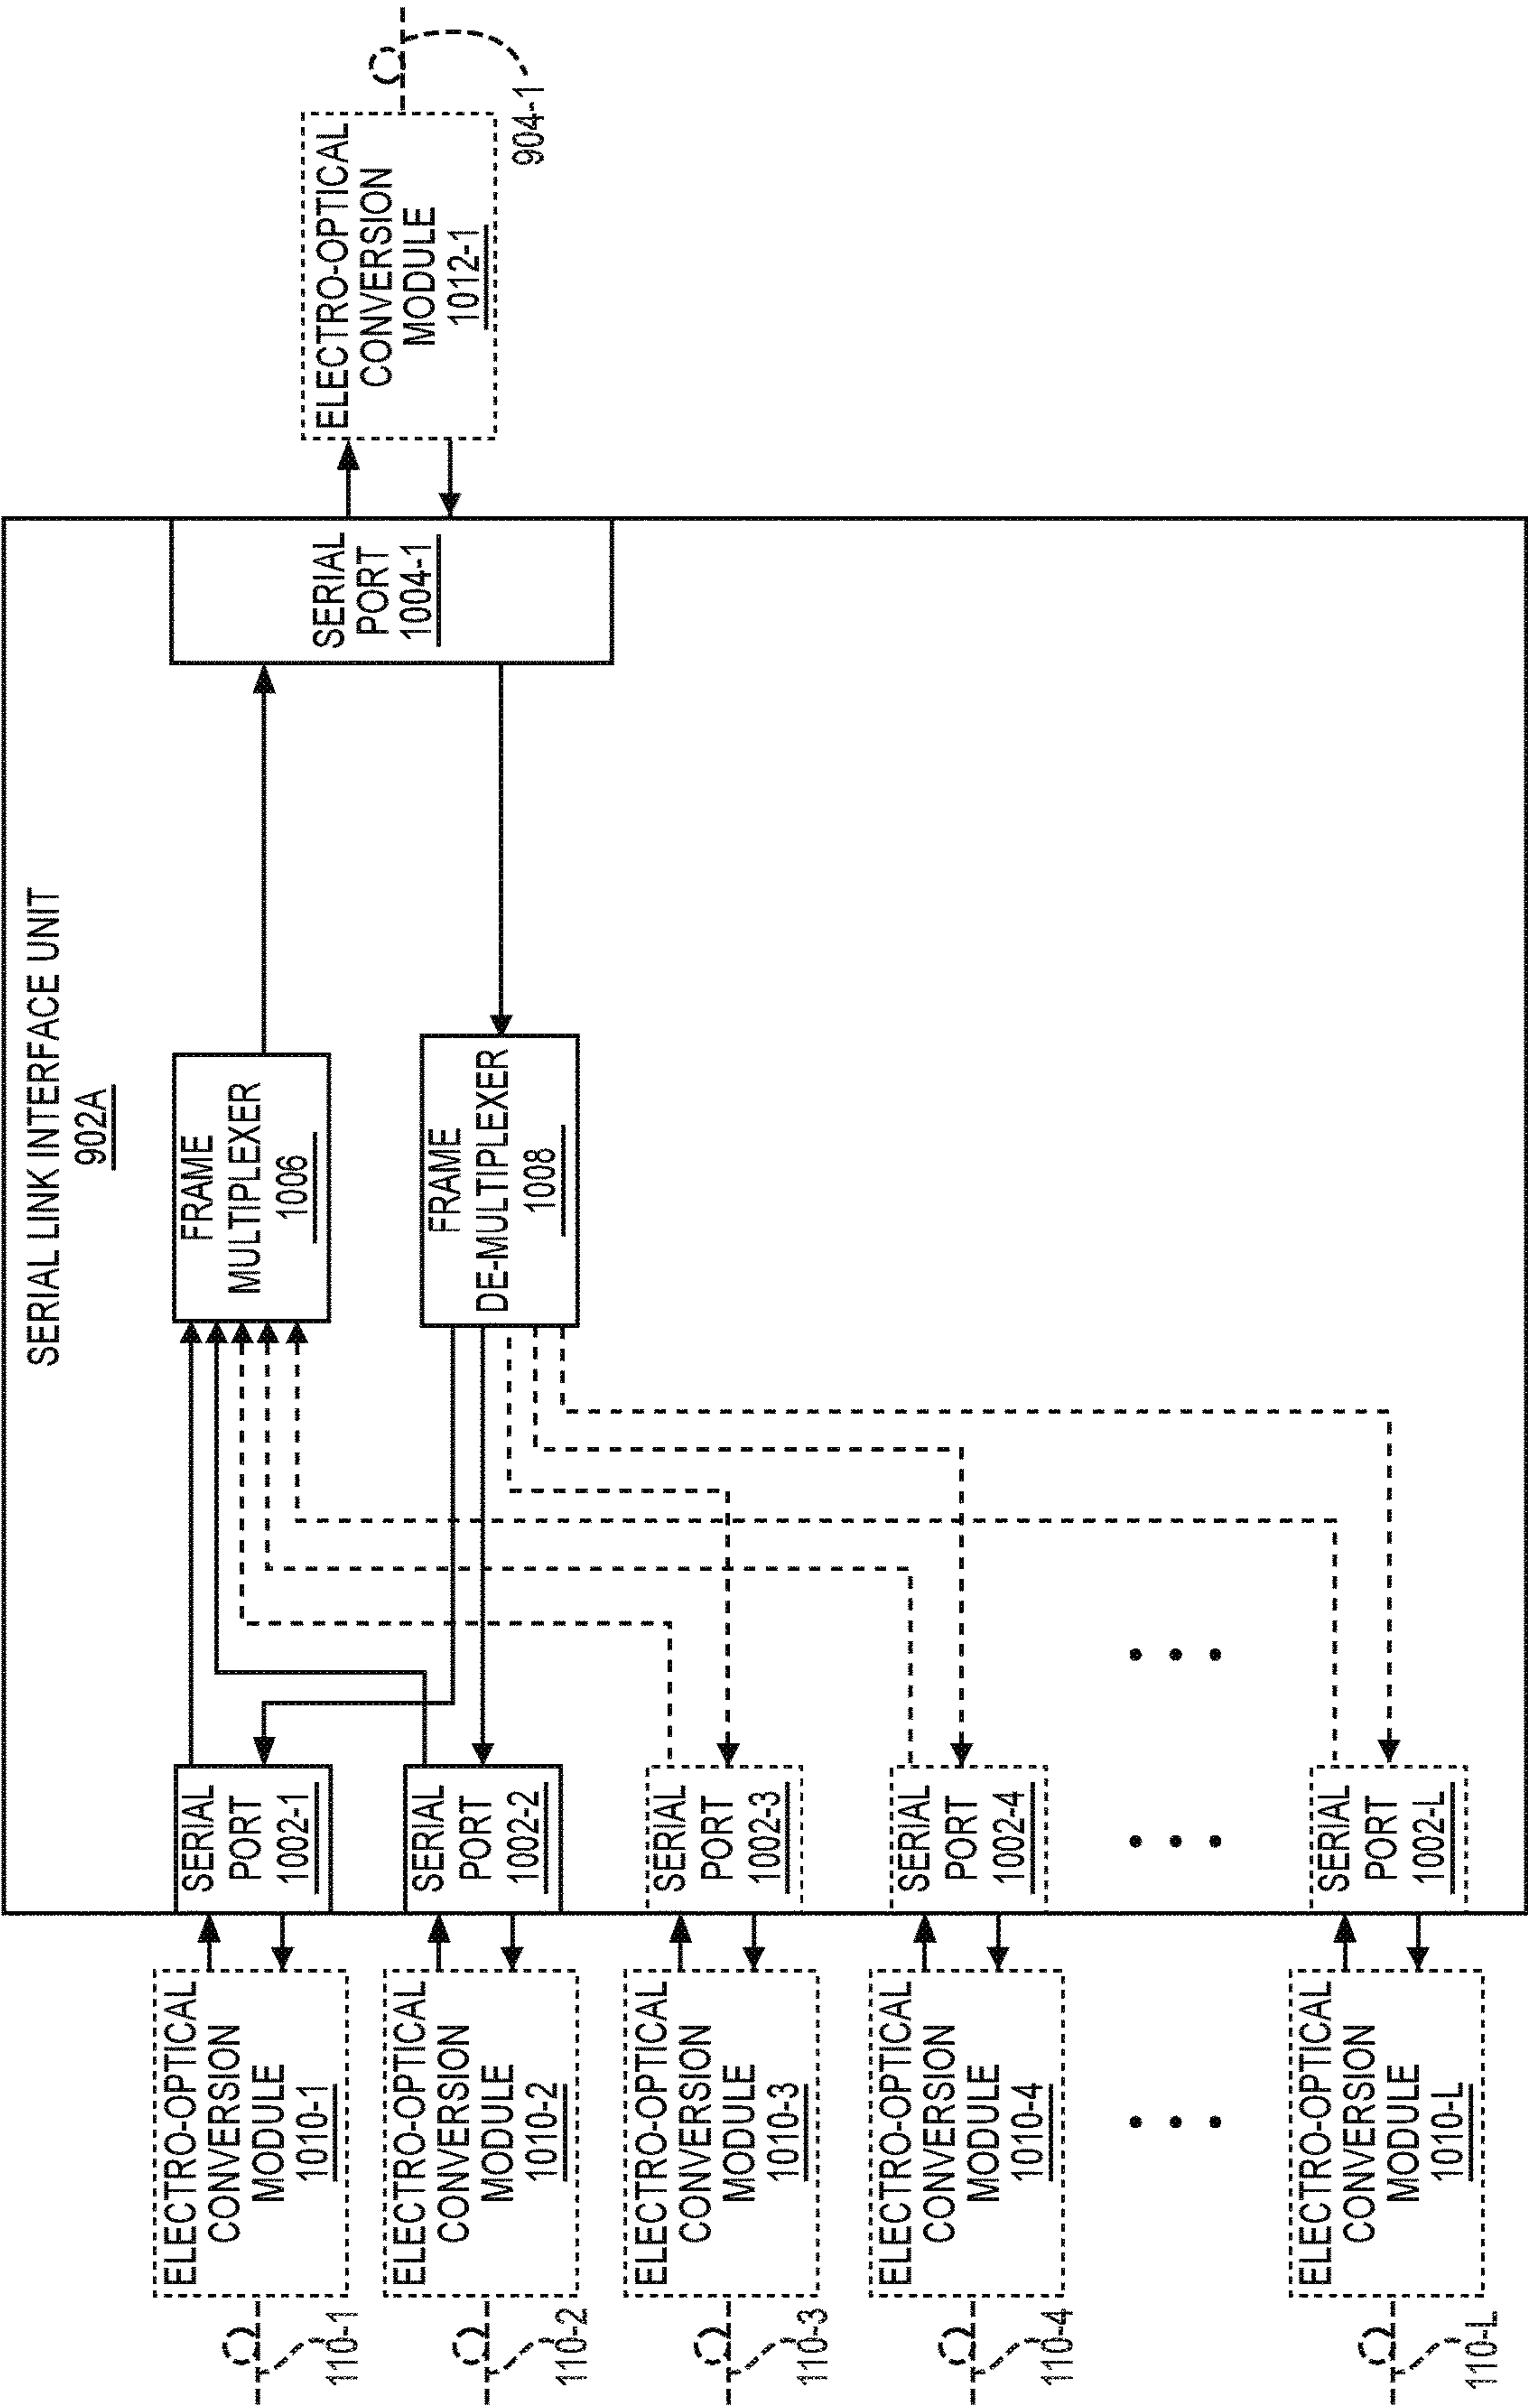 SERIAL LINK INTERFACE UNIT
902A
110-1
ELECTRO-OPTICAL
CONVERSION
MODULE
1010-1
SERIAL
PORT
1002-1
FRAME
MULTIPLEXER
1006
SERIAL
PORT
1004-1
ELECTRO-OPTICAL
CONVERSION
MODULE
1012-1
904-1
110-2
ELECTRO-OPTICAL
CONVERSION
MODULE
1010-2
SERIAL
PORT
1002-2
FRAME
DE-MULTIPLEXER
1008
110-3
ELECTRO-OPTICAL
CONVERSION
MODULE
1010-3
SERIAL
PORT
1002-3
110-4
ELECTRO-OPTICAL
CONVERSION
MODULE
1010-4
SERIAL
PORT
1002-4
110-L
ELECTRO-OPTICAL
CONVERSION
MODULE
1010-L
SERIAL
PORT
1002-L